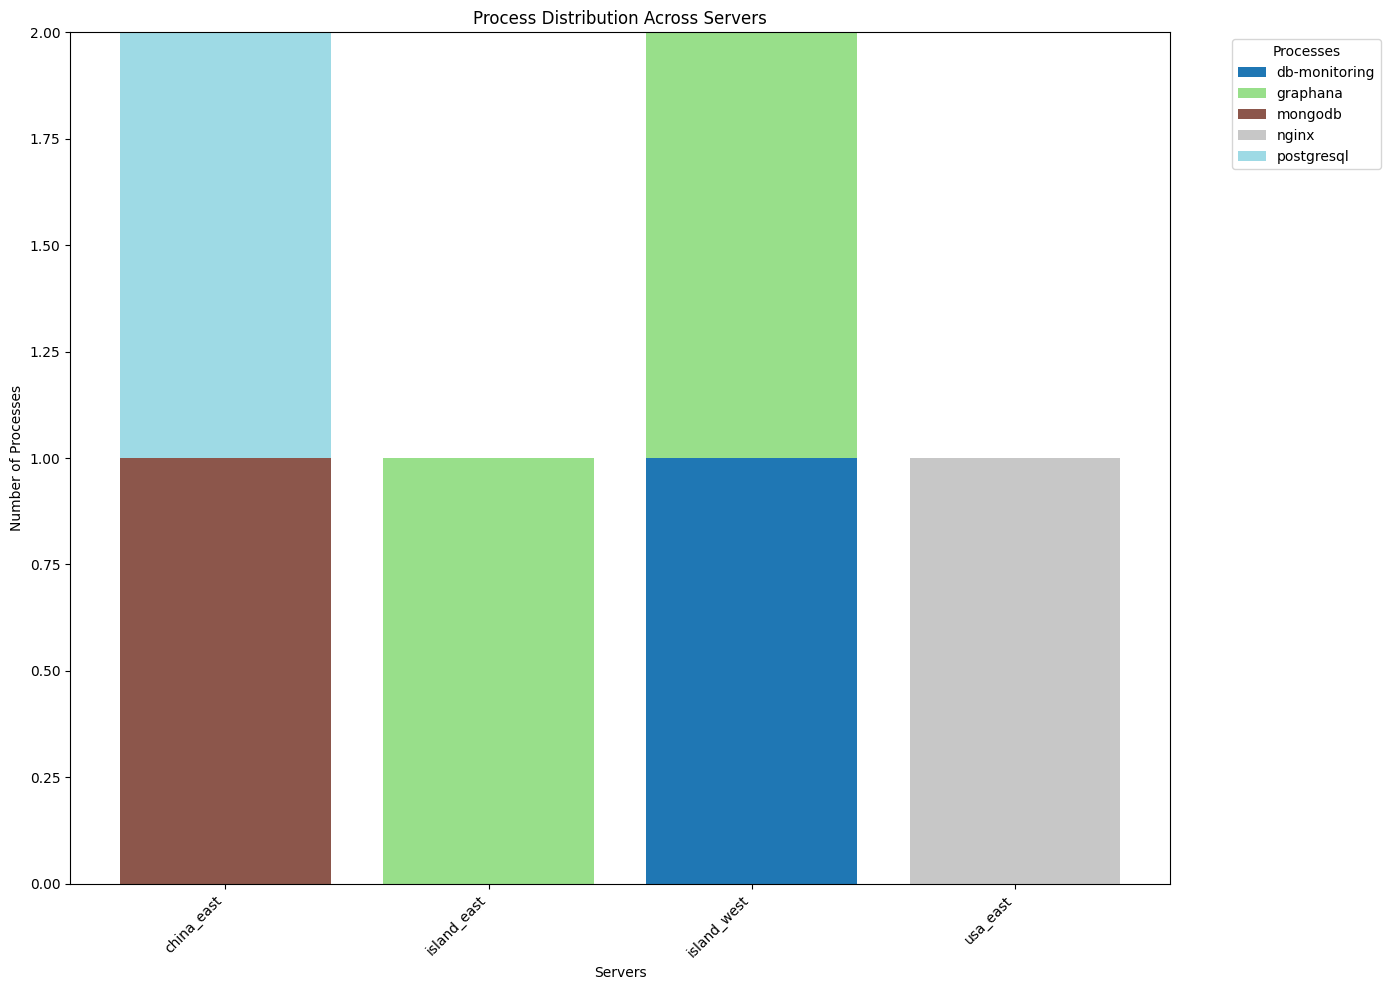 Process Distribution Across Servers
Processes
db-monitoring
graphana
mongodb
nginx
postgresql
Number of Processes
2.00
1.75
1.50
1.25
1.00
0.75
0.50
0.25
0.00
china_east
island_east
island_west
usa_east
Servers